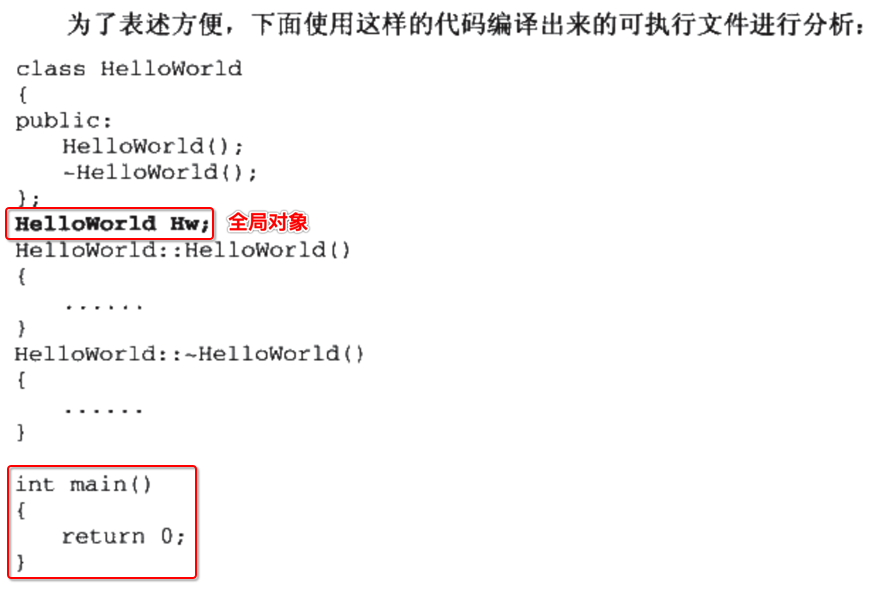 为了表述方便，下面使用这样的代码编译出来的可执行文件进行分析：
class HelloWorld
{
public:
    HelloWorld();
    ~HelloWorld();
};
HelloWorld Hw; 全局对象
HelloWorld::HelloWorld()
{
    ......
}
HelloWorld::~HelloWorld()
{
    ......
}
int main()
{
    return 0;
}